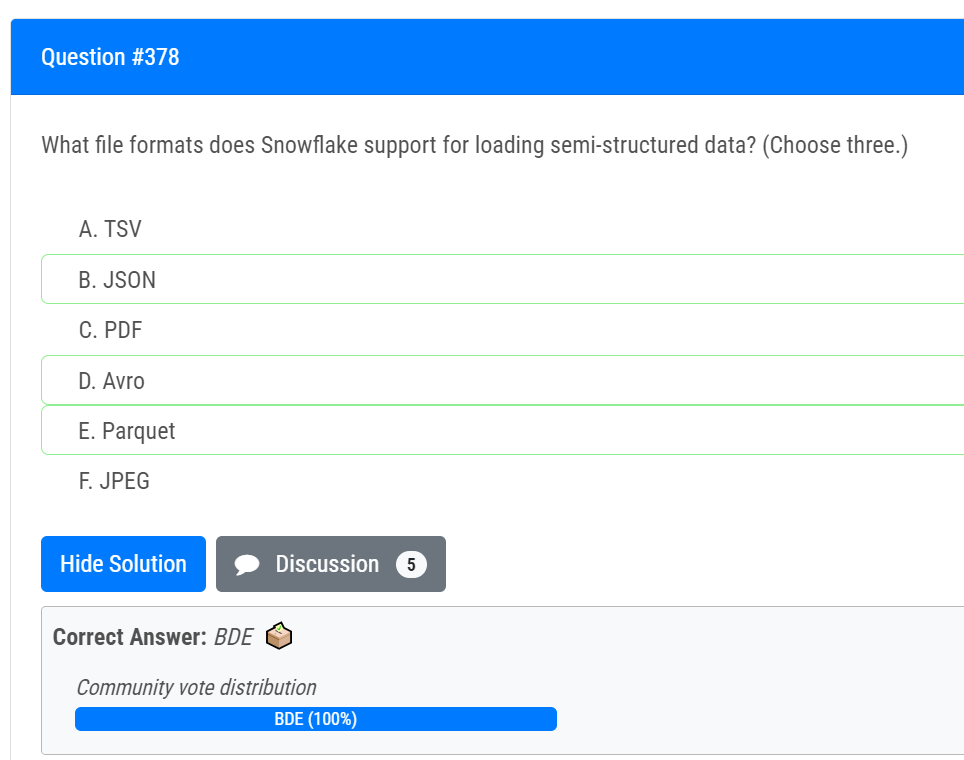 Question #378
What file formats does Snowflake support for loading semi-structured data? (Choose three.)
A. TSV
B. JSON
C. PDF
D. Avro
E. Parquet
F. JPEG
Hide Solution
Discussion 5
Correct Answer: BDE
Community vote distribution
BDE (100%)